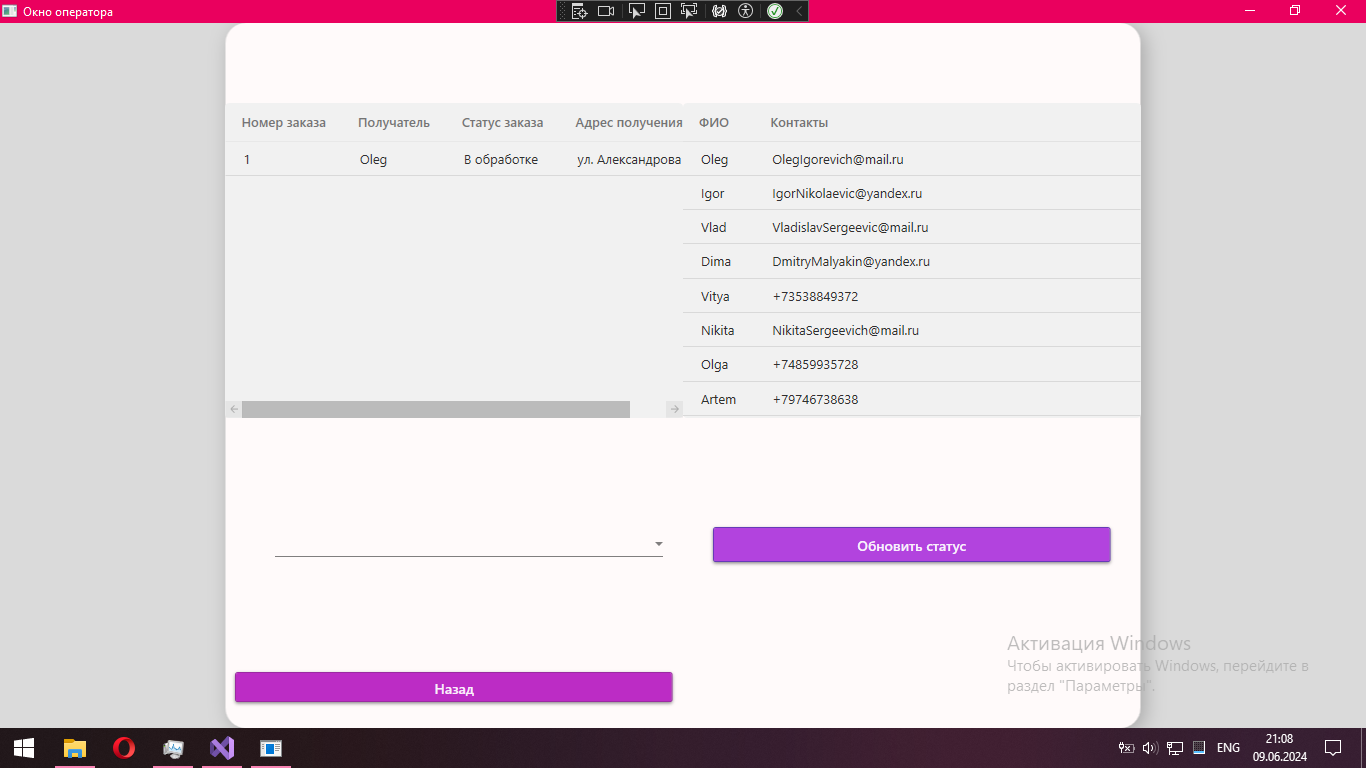 Окно оператора
Номер заказа Получатель Статус заказа Адрес получения ФИО Контакты
1 Oleg В обработке ул. Александрова Oleg OlegIgorevich@mail.ru
Igor IgorNikolaevic@yandex.ru
Vlad VladislavSergeevic@mail.ru
Dima DmitryMalyakin@yandex.ru
Vitya +73538849372
Nikita NikitaSergeevich@mail.ru
Olga +74859935728
Artem +79746738638
Обновить статус
Активация Windows
Чтобы активировать Windows, перейдите в
раздел "Параметры".
Назад
ENG
21:08
09.06.2024